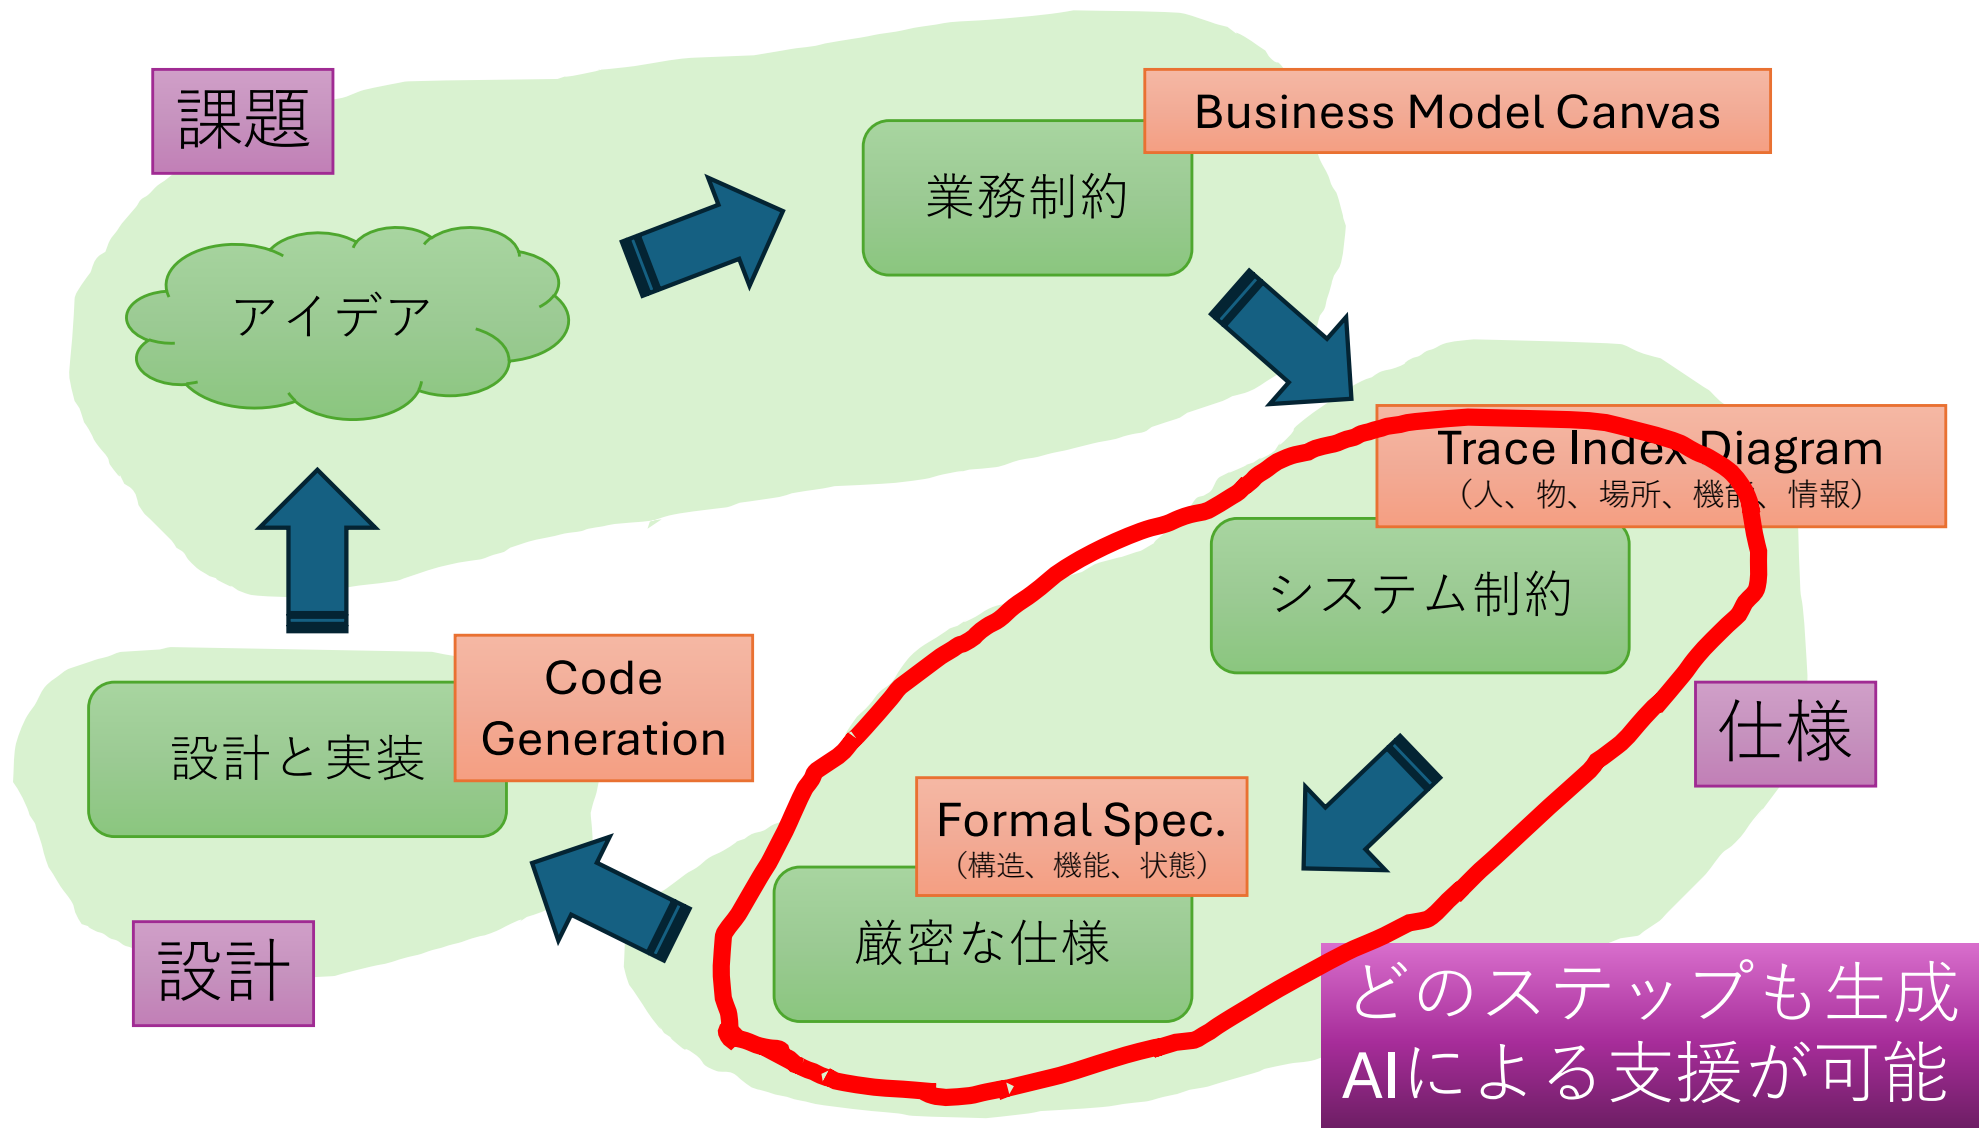 課題
Business Model Canvas
業務制約
アイデア
Trace Index Diagram
（人、物、場所、機能、情報）
システム制約
Code
Generation
設計と実装
仕様
Formal Spec.
（構造、機能、状態）
厳密な仕様
設計
どのステップも生成
AIによる支援が可能